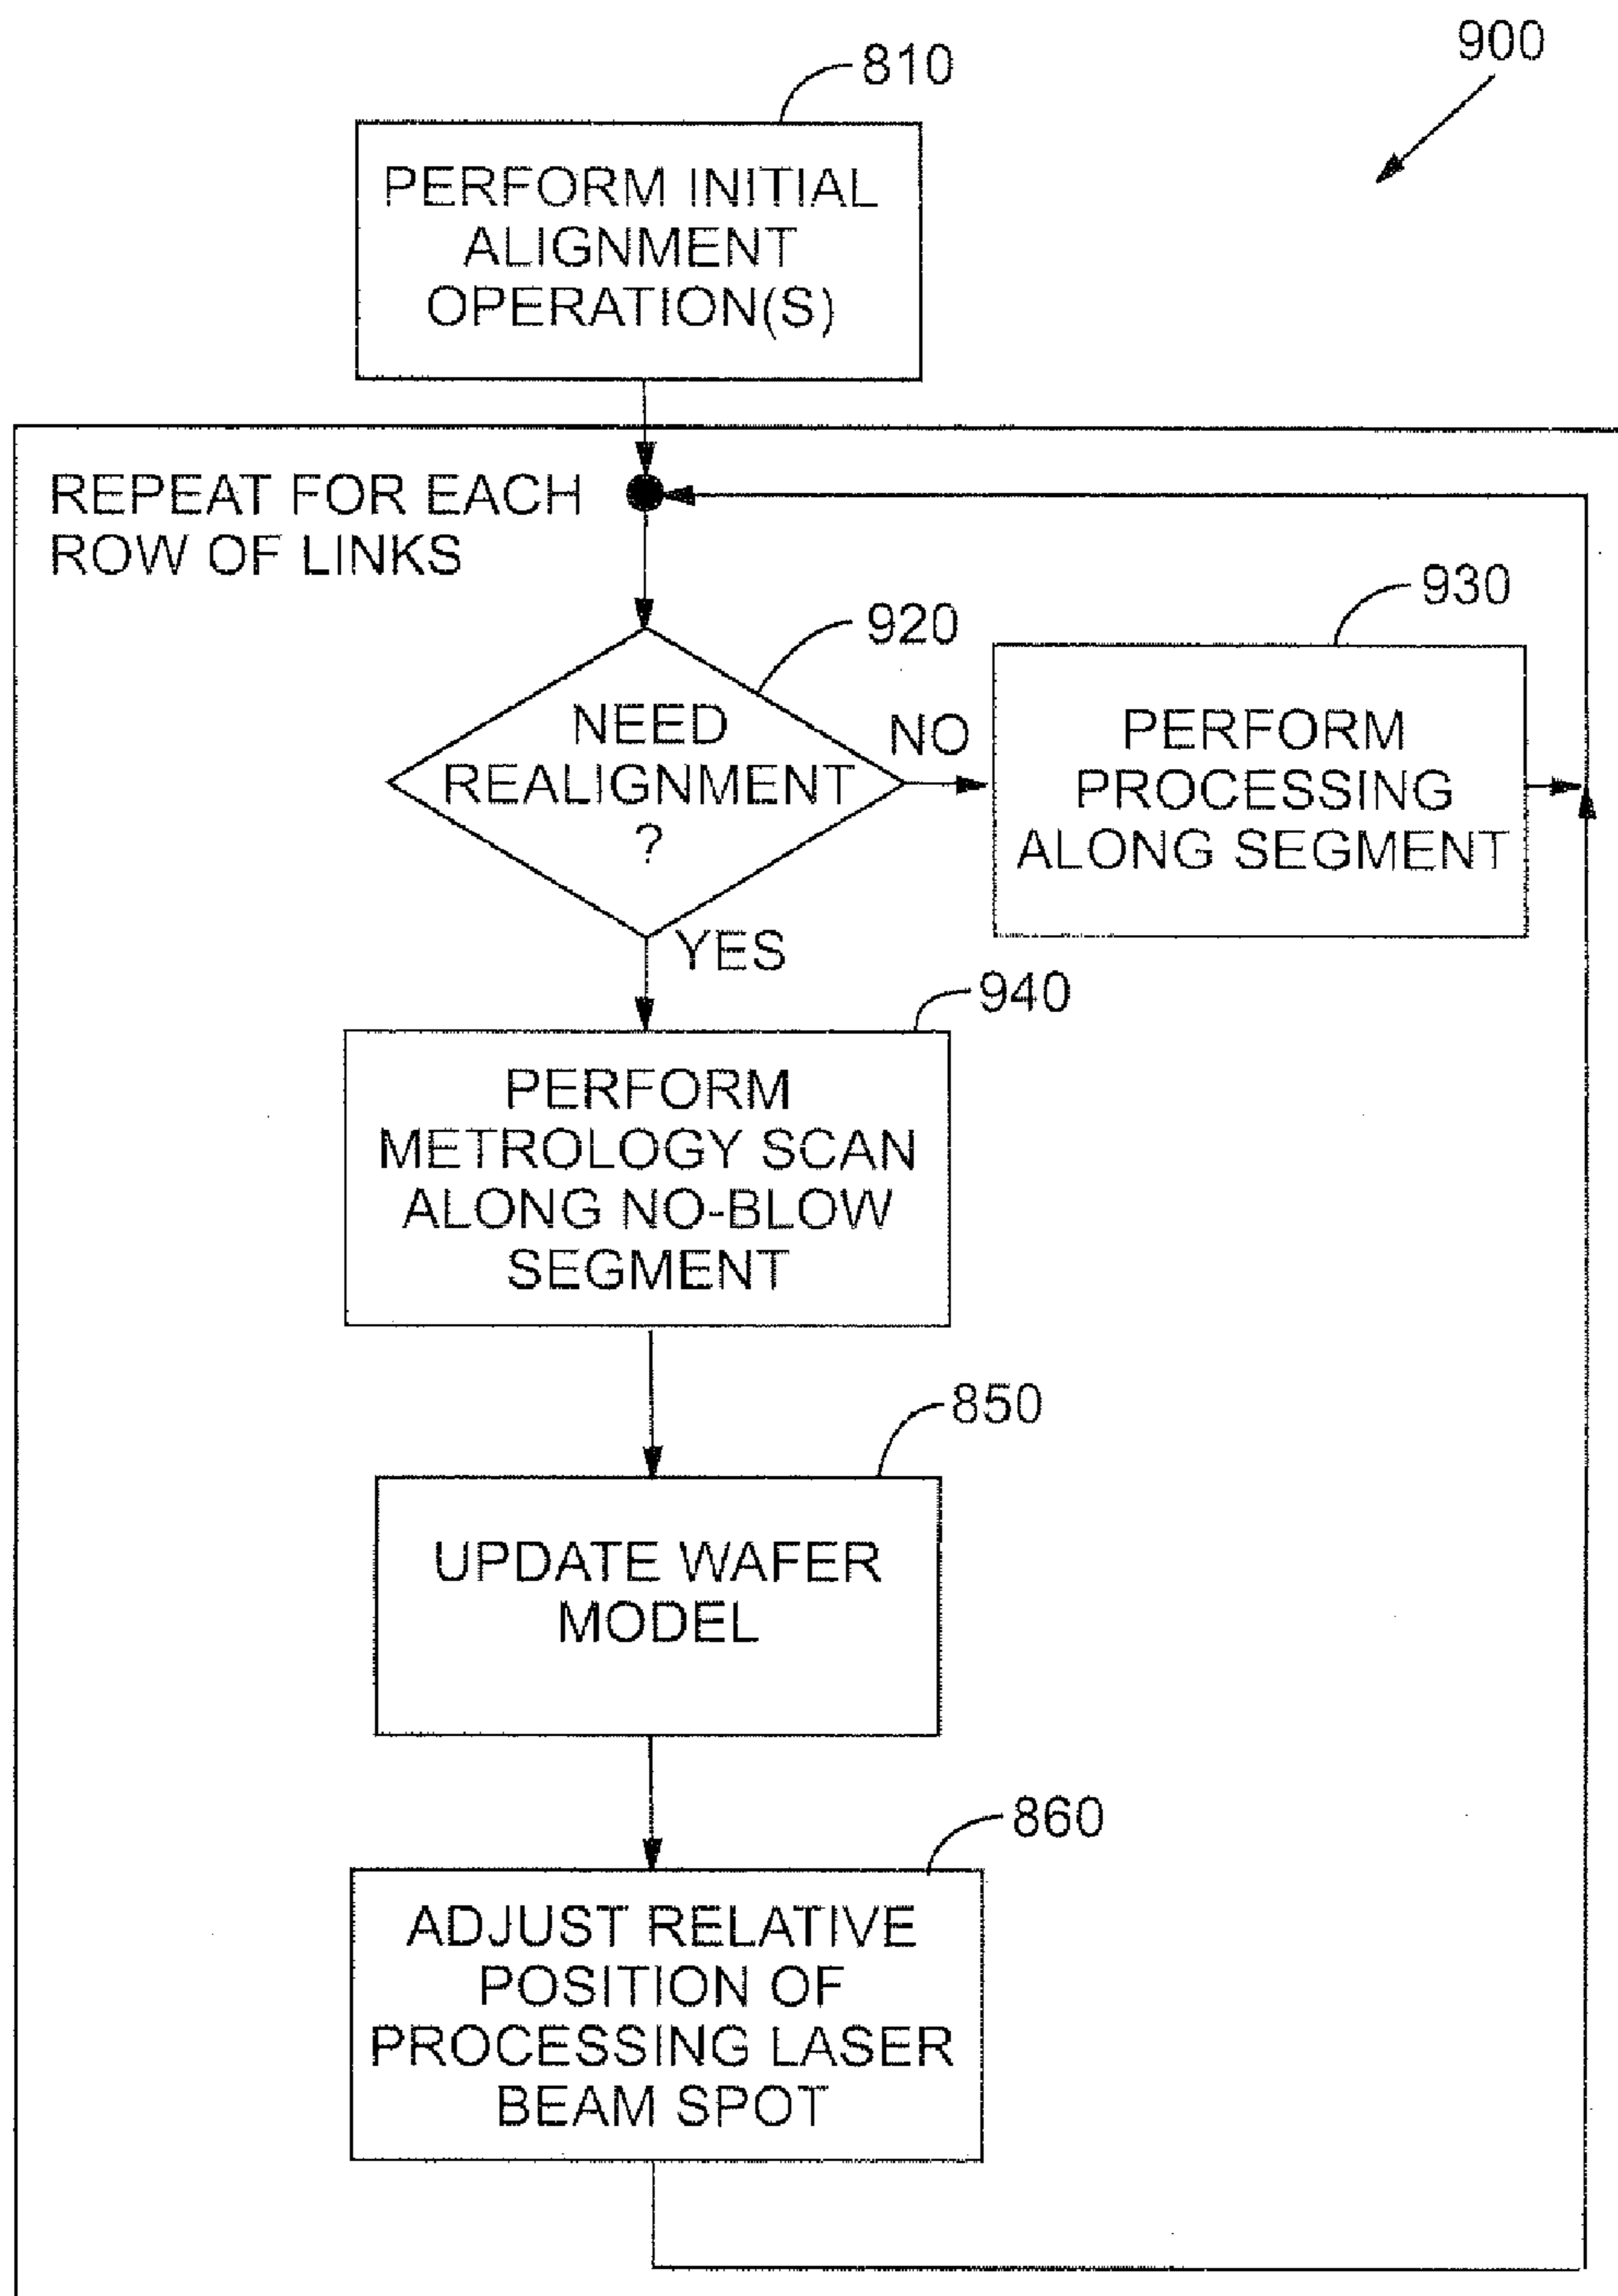 900
810
PERFORM INITIAL
ALIGNMENT
OPERATION(S)
REPEAT FOR EACH
ROW OF LINKS
920
930
NEED
REALIGNMENT
?
NO
PERFORM
PROCESSING
ALONG SEGMENT
YES
940
PERFORM
METROLOGY SCAN
ALONG NO-BLOW
SEGMENT
850
UPDATE WAFER
MODEL
860
ADJUST RELATIVE
POSITION OF
PROCESSING LASER
BEAM SPOT